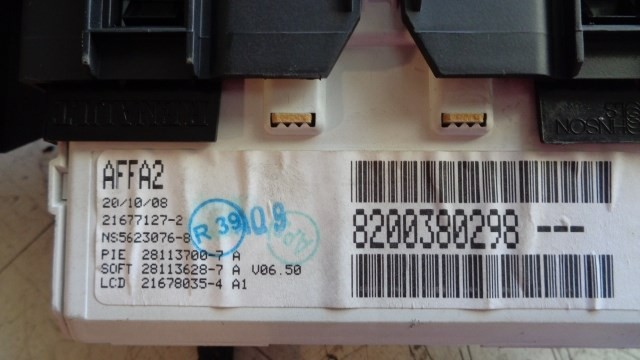 AFFA2
20/10/08
21677127-2
NS5623076-8
PIE 28113700-7 A
SOFT 28113628-7 A V06.50
LCD 21678035-4 A1
R 39
09
8200380298 ---